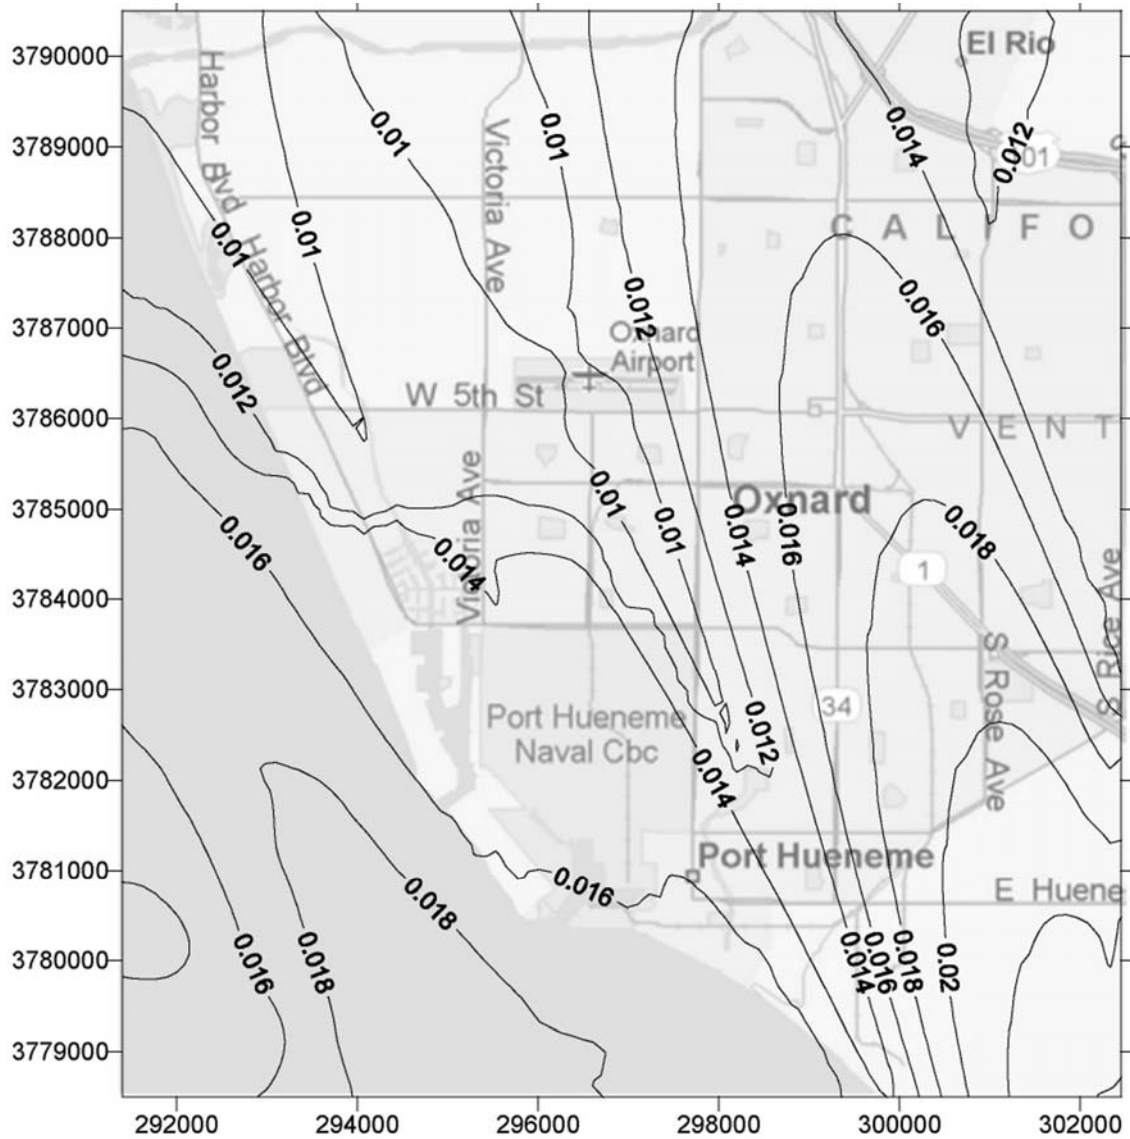 3790000
3789000
3788000
3787000
3786000
3785000
3784000
3783000
3782000
3781000
3780000
3779000
292000
294000
296000
298000
300000
302000
El Rio
Harbor Blvd
Victoria Ave
0.01
0.01
0.014
0.012
01
0.01
0.01
C A L I F O
Harbor Blvd
0.012
0.016
Oxnard
Airport
0.012
W 5th St
V E N T
Victoria Ave
0.01
0.01
Oxnard
0.014
0.016
0.018
0.016
0.014
1
S Rice Ave
S Rose Ave
Port Hueneme
Naval Cbc
34
0.012
0.014
Port Hueneme
0.016
0.018
E Huene
0.016
0.018
0.014
0.016
0.018
0.02